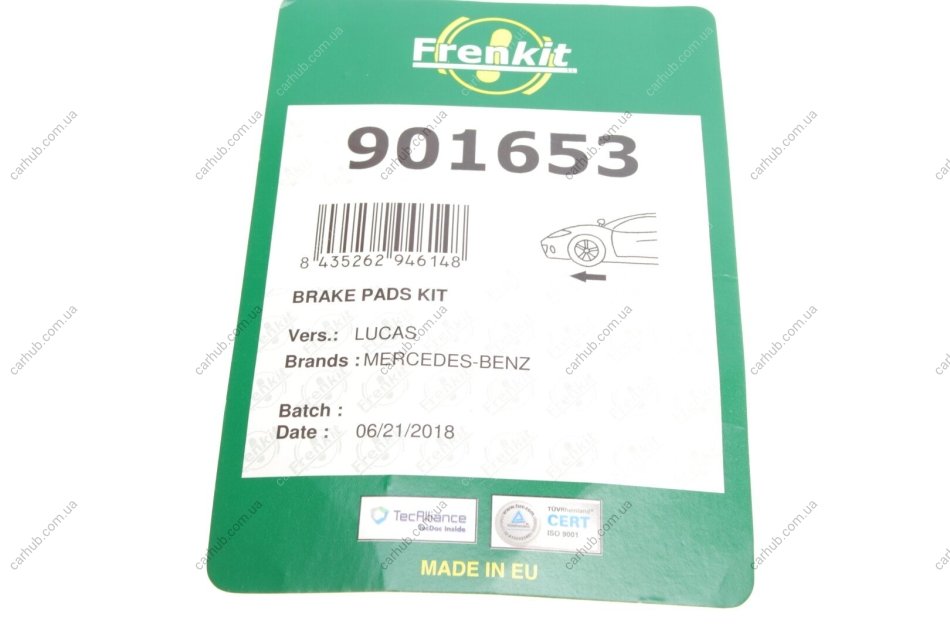 Frenkit
901653
8 435262 946148
BRAKE PADS KIT
Vers.: LUCAS
Brands : MERCEDES-BENZ
Batch :
Date : 06/21/2018
TecAlliance
TecDoc Inside
TÜVRheinland®
CERT
ISO 9001
MADE IN EU
carhub.com.ua